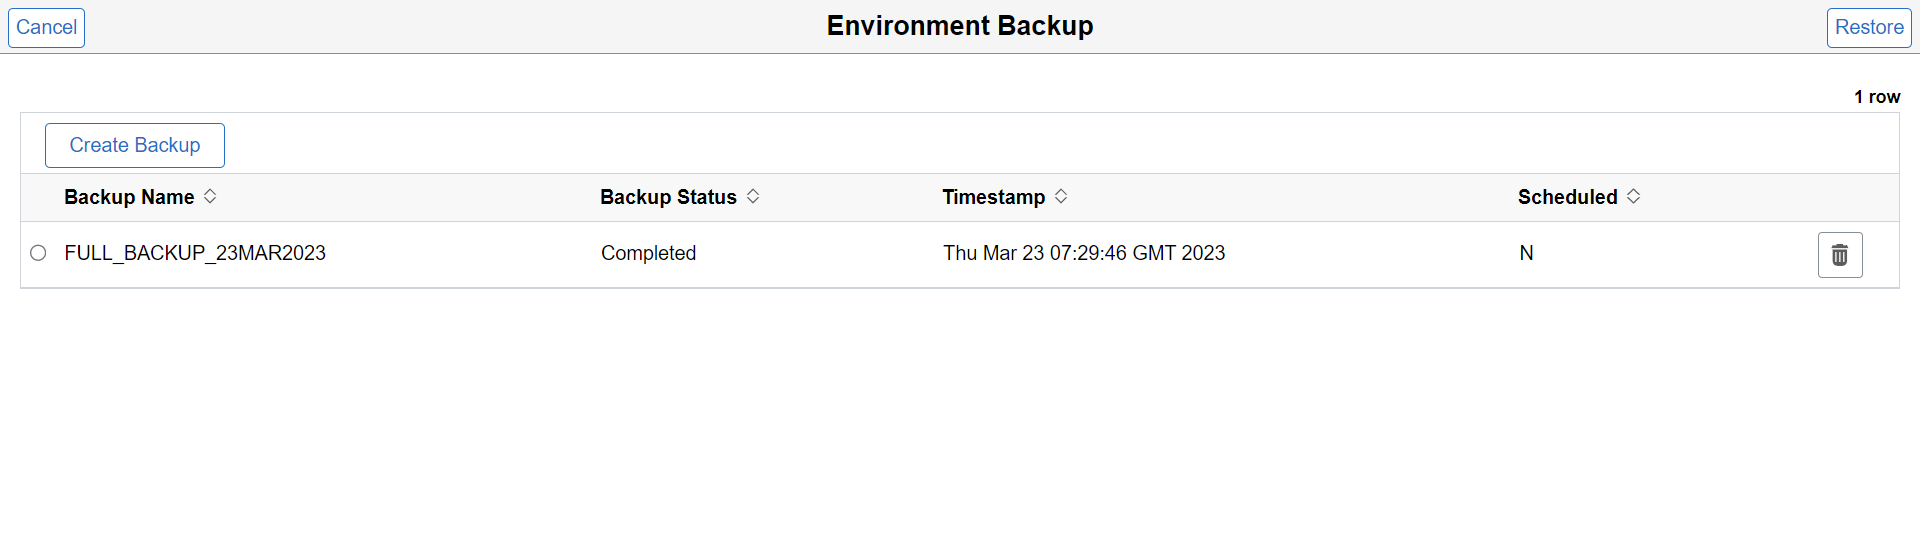 Cancel
Environment Backup
Restore
1 row
Create Backup
Backup Name Backup Status Timestamp Scheduled
FULL_BACKUP_23MAR2023 Completed Thu Mar 23 07:29:46 GMT 2023 N